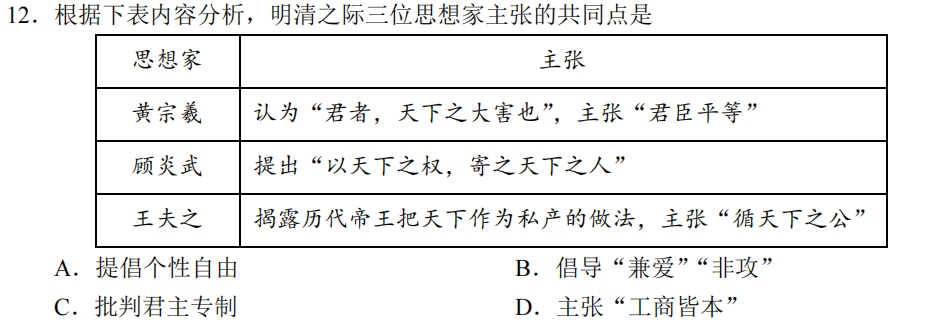 12．根据下表内容分析，明清之际三位思想家主张的共同点是
思想家 主张
黄宗羲 认为“君者，天下之大害也”，主张“君臣平等”
顾炎武 提出“以天下之权，寄之天下之人”
王夫之 揭露历代帝王把天下作为私产的做法，主张“循天下之公”
A．提倡个性自由 B．倡导“兼爱”“非攻”
C．批判君主专制 D．主张“工商皆本”